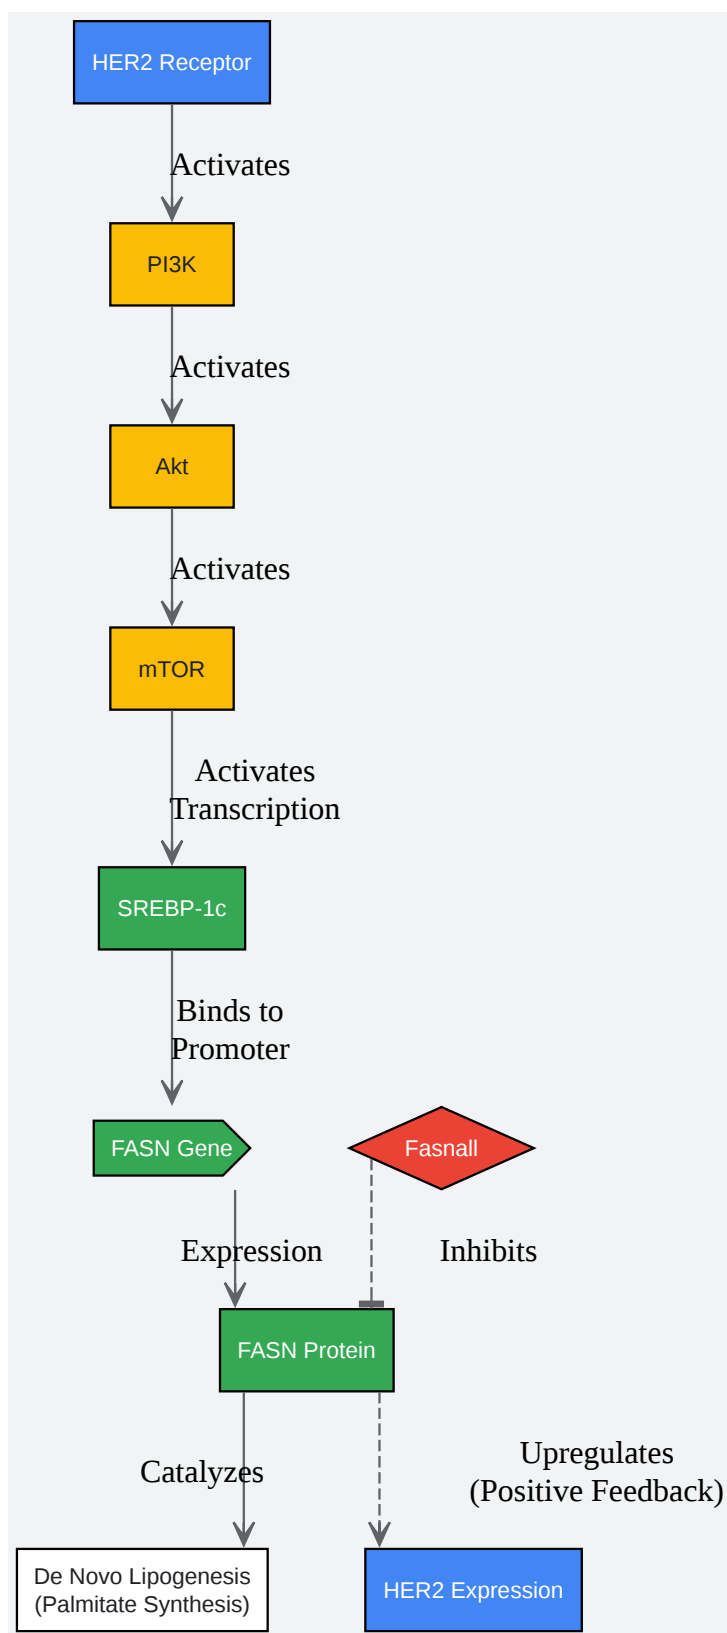 HER2 Receptor
Activates
PI3K
Activates
Akt
Activates
mTOR
Activates
Transcription
SREBP-1c
Binds to
Promoter
FASN Gene
Fasnall
Expression
Inhibits
FASN Protein
Catalyzes
Upregulates
(Positive Feedback)
De Novo Lipogenesis
(Palmitate Synthesis)
HER2 Expression